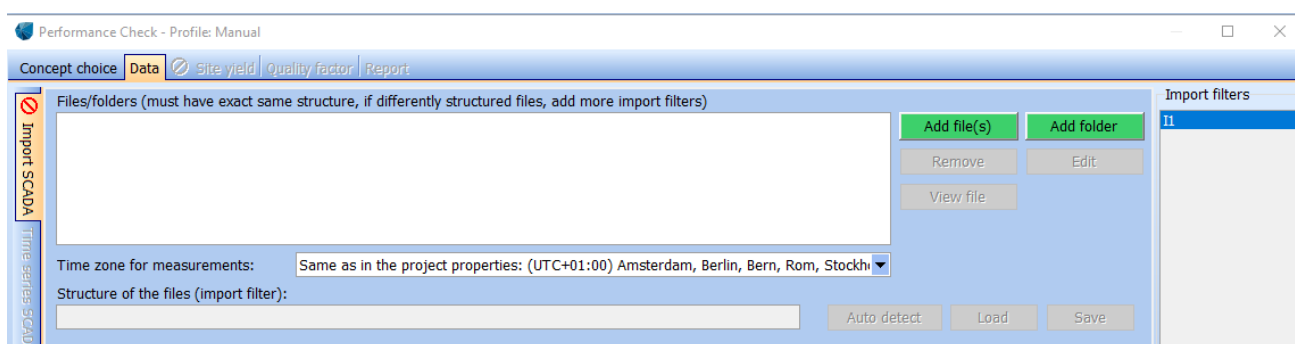 Performance Check - Profile: Manual
Concept choice Data Site yield Quality factor Report
Import SCADA
Time series SCAD
Files/folders (must have exact same structure, if differently structured files, add more import filters)
Add file(s) Add folder
Remove Edit
View file
Time zone for measurements: Same as in the project properties: (UTC+01:00) Amsterdam, Berlin, Bern, Rom, Stockh
Structure of the files (import filter):
Auto detect Load Save
Import filters
I1